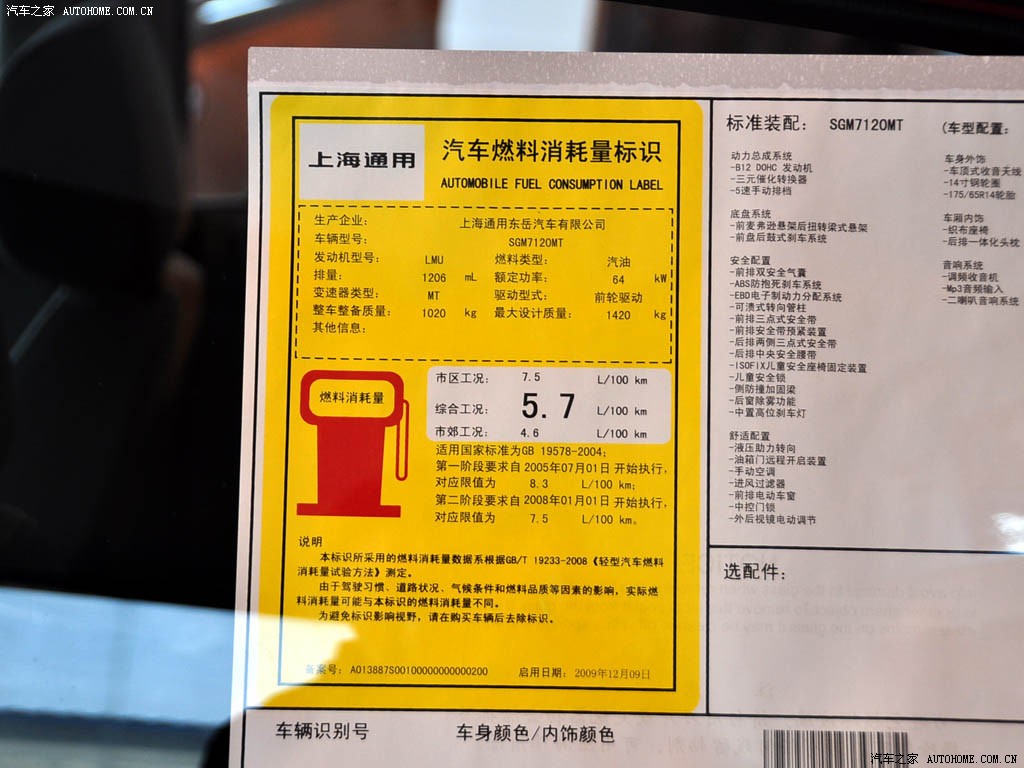 汽车之家 AUTOHOME.COM.CN
上海通用
汽车燃料消耗量标识
AUTOMOBILE FUEL CONSUMPTION LABEL
生产企业: 上海通用东岳汽车有限公司
车辆型号: SGM7120MT
发动机型号: LMU 燃料类型: 汽油
排量: 1206 mL 额定功率: 64 kW
变速器类型: MT 驱动型式: 前轮驱动
整车整备质量: 1020 kg 最大设计质量: 1420 kg
其他信息:
燃料消耗量
市区工况: 7.5 L/100 km
综合工况: 5.7 L/100 km
市郊工况: 4.6 L/100 km
适用国家标准为GB 19578-2004;
第一阶段要求自 2005年07月01日 开始执行,
对应限值为 8.3 L/100 km;
第二阶段要求自 2008年01月01日 开始执行,
对应限值为 7.5 L/100 km。
说明
本标识所采用的燃料消耗量数据系根据GB/T 19233-2008《轻型汽车燃料
消耗量试验方法》测定。
由于驾驶习惯、道路状况、气候条件和燃料品质等因素的影响, 实际燃
料消耗量可能与本标识的燃料消耗量不同。
为避免标识影响视野, 请在购买车辆后去除标识。
备案号: A013887S00100000000000200 启用日期: 2009年12月09日
标准装配: SGM7120MT (车型配置:
动力总成系统
-B12 DOHC 发动机
-三元催化转换器
-5速手动排档
底盘系统
-前麦弗逊悬架后扭转梁式悬架
-前盘后鼓式刹车系统
安全配置
-前排双安全气囊
-ABS防抱死刹车系统
-EBD电子制动力分配系统
-可溃式转向管柱
-前排三点式安全带
-前排安全带预紧装置
-后排两侧三点式安全带
-后排中央安全腰带
-ISOFIX儿童安全座椅固定装置
-儿童安全锁
-侧防撞加固梁
-后窗除雾功能
-中置高位刹车灯
舒适配置
-液压助力转向
-油箱门远程开启装置
-手动空调
-进风过滤器
-前排电动车窗
-中控门锁
-外后视镜电动调节
车身外饰
-车顶式收音天线
-14寸钢轮圈
-175/65R14轮胎
车厢内饰
-织布座椅
-后排一体化头枕
音响系统
-调频收音机
-Mp3音频输入
-二喇叭音响系统
选配件:
车辆识别号
车身颜色/内饰颜色
汽车之家 AUTOHOME.COM.CN